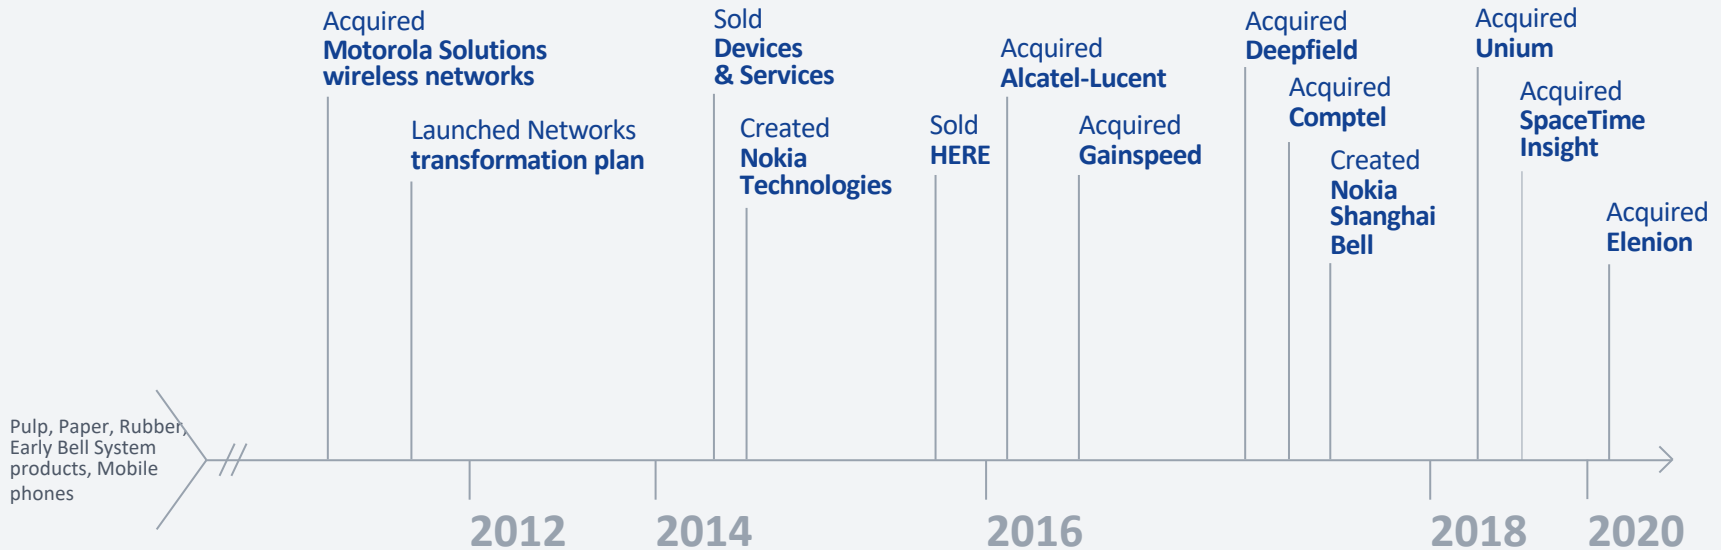 Acquired
Motorola Solutions
wireless networks
Launched Networks
transformation plan
Sold
Devices
& Services
Created
Nokia
Technologies
Sold
HERE
Acquired
Alcatel-Lucent
Acquired
Gainspeed
Acquired
Deepfield
Acquired
Comptel
Created
Nokia
Shanghai
Bell
Acquired
Unium
Acquired
SpaceTime
Insight
Acquired
Elenion
Pulp, Paper, Rubber,
Early Bell System
products, Mobile
phones
2012
2014
2016
2018
2020